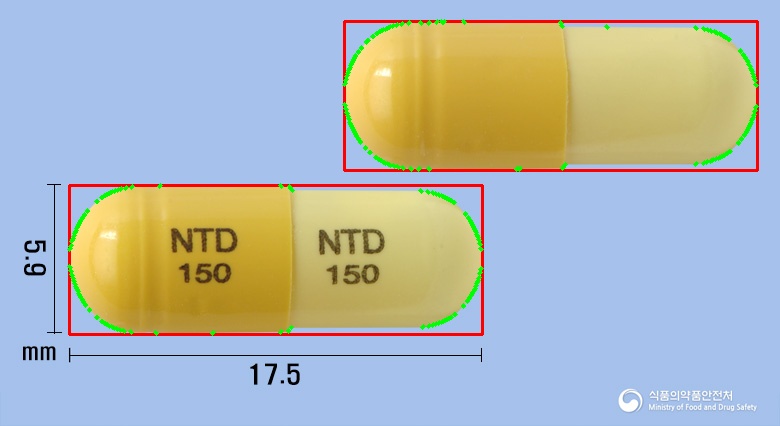 NTD
150
NTD
150
5.9
mm
17.5
식품의약품안전처
Ministry of Food and Drug Safety